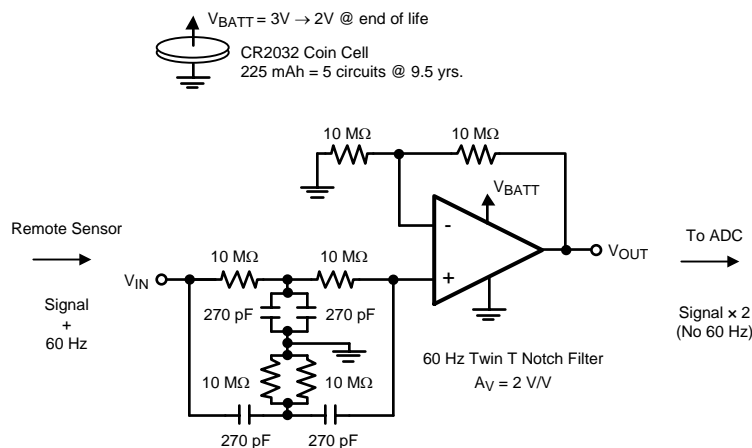 VBATT = 3V → 2V @ end of life
CR2032 Coin Cell
225 mAh = 5 circuits @ 9.5 yrs.
10 MΩ
10 MΩ
VBATT
-
+
VOUT
Remote Sensor
Signal
+
60 Hz
To ADC
Signal × 2
(No 60 Hz)
VIN
10 MΩ
10 MΩ
270 pF
270 pF
10 MΩ
10 MΩ
270 pF
270 pF
60 Hz Twin T Notch Filter
AV = 2 V/V